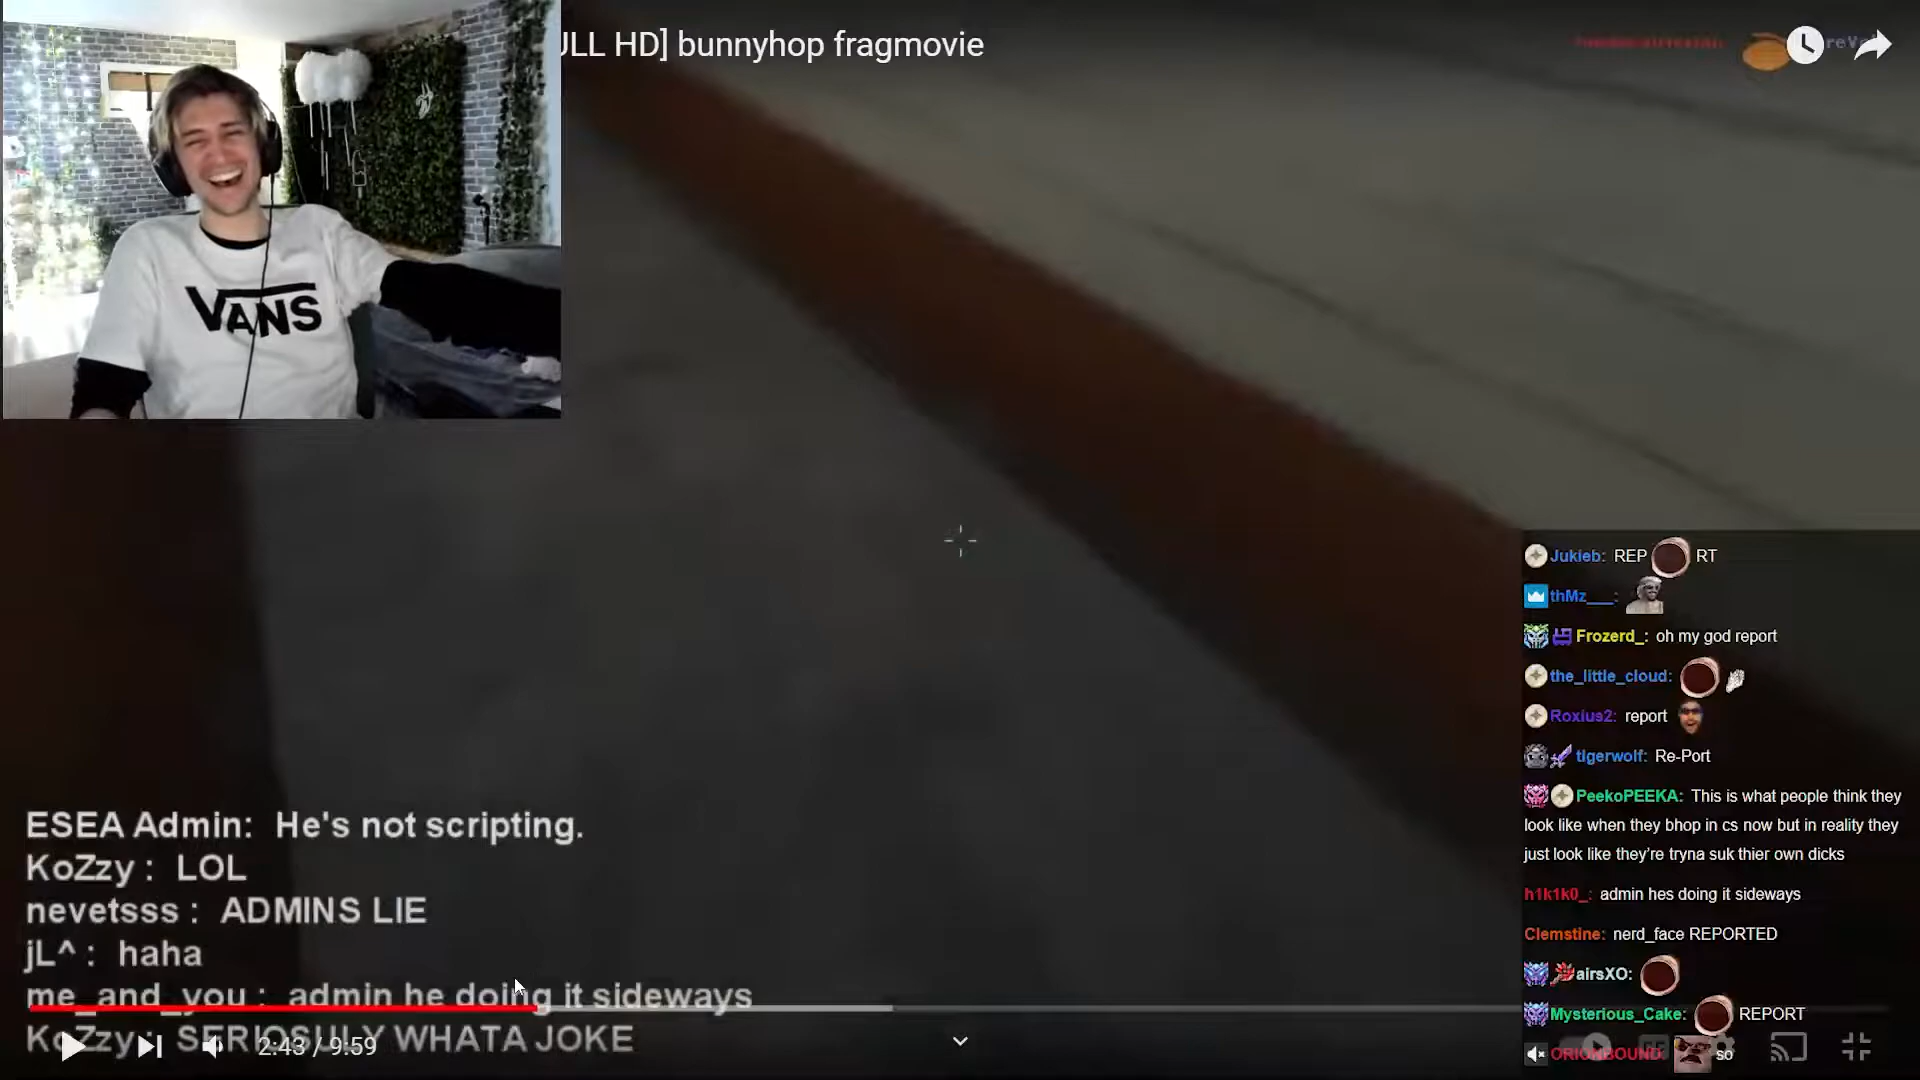 ULL HD] bunnyhop fragmovie
VANS
Jukieb: REP RT
thMz___:
Frozerd_: oh my god report
the_little_cloud:
Roxius2: report
tigerwolf: Re-Port
PeekoPEEKA: This is what people think they
look like when they bhop in cs now but in reality they
just look like they're tryna suk thier own dicks
h1k1k0_: admin hes doing it sideways
Clemstine: nerd_face REPORTED
airsXO:
Mysterious_Cake: REPORT
ORIONBOUND: so
ESEA Admin: He's not scripting.
KoZzy : LOL
nevetsss : ADMINS LIE
jL^ : haha
me_and_you : admin he doing it sideways
KoZzy : SERIOSULY WHATA JOKE
2:43 / 9:59